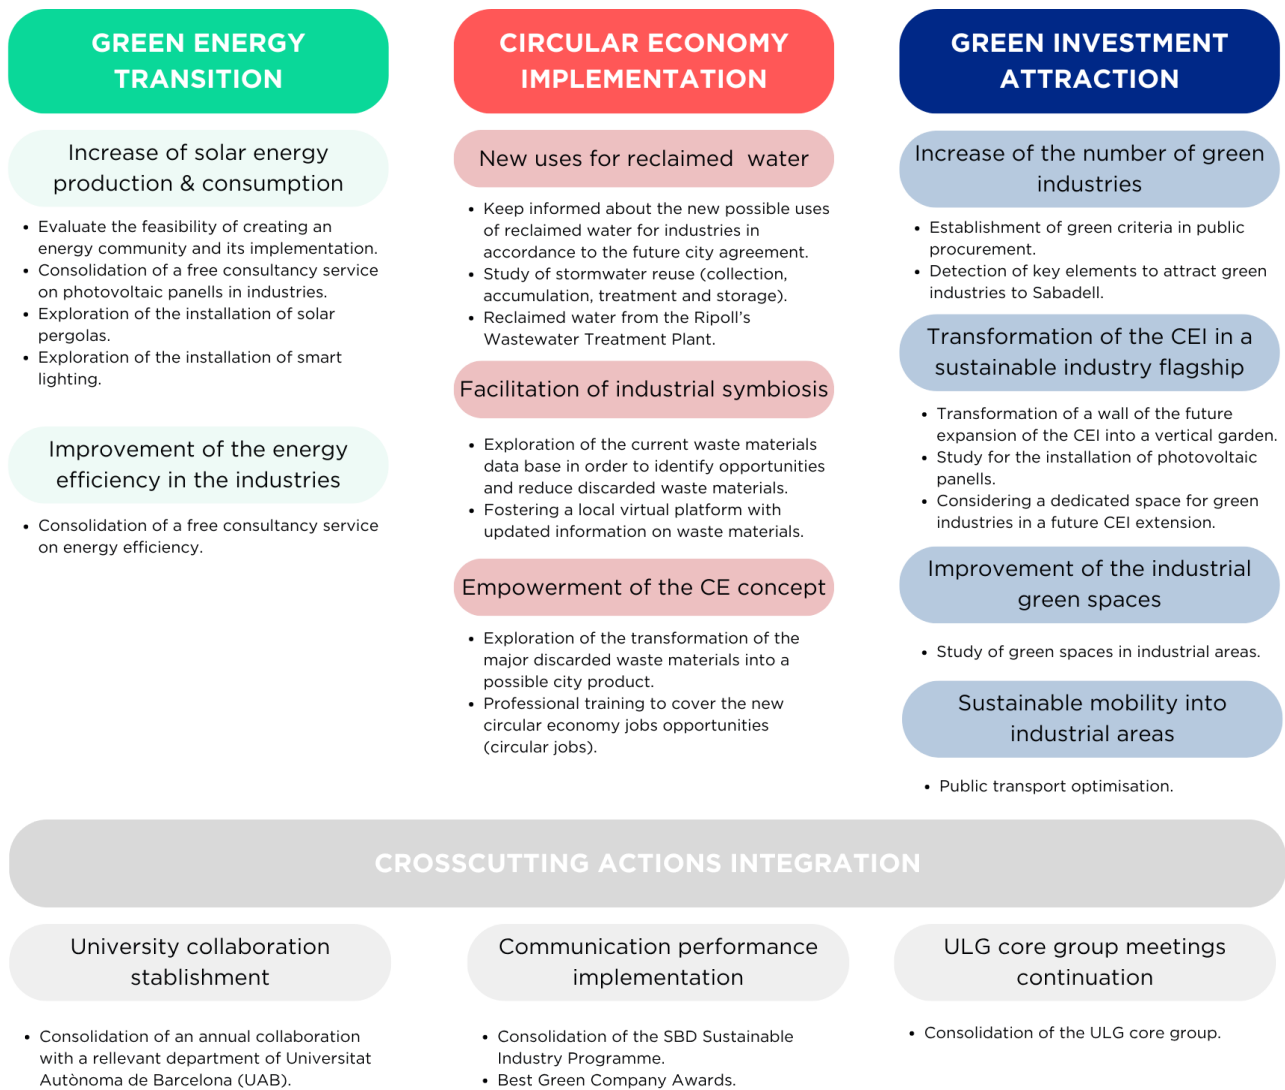 GREEN ENERGY
TRANSITION
Increase of solar energy
production & consumption
• Evaluate the feasibility of creating an
energy community and its implementation.
• Consolidation of a free consultancy service
on photovoltaic panells in industries.
• Exploration of the installation of solar
pergolas.
• Exploration of the installation of smart
lighting.
Improvement of the energy
efficiency in the industries
• Consolidation of a free consultancy service
on energy efficiency.
CIRCULAR ECONOMY
IMPLEMENTATION
New uses for reclaimed water
• Keep informed about the new possible uses
of reclaimed water for industries in
accordance to the future city agreement.
• Study of stormwater reuse (collection,
accumulation, treatment and storage).
• Reclaimed water from the Ripoll's
Wastewater Treatment Plant.
Facilitation of industrial symbiosis
• Exploration of the current waste materials
data base in order to identify opportunities
and reduce discarded waste materials.
• Fostering a local virtual platform with
updated information on waste materials.
Empowerment of the CE concept
• Exploration of the transformation of the
major discarded waste materials into a
possible city product.
• Professional training to cover the new
circular economy jobs opportunities
(circular jobs).
GREEN INVESTMENT
ATTRACTION
Increase of the number of green
industries
• Establishment of green criteria in public
procurement.
• Detection of key elements to attract green
industries to Sabadell.
Transformation of the CEI in a
sustainable industry flagship
• Transformation of a wall of the future
expansion of the CEI into a vertical garden.
• Study for the installation of photovoltaic
panells.
• Considering a dedicated space for green
industries in a future CEI extension.
Improvement of the industrial
green spaces
• Study of green spaces in industrial areas.
Sustainable mobility into
industrial areas
• Public transport optimisation.
CROSSCUTTING ACTIONS INTEGRATION
University collaboration
stablishment
• Consolidation of an annual collaboration
with a rellevant department of Universitat
Autònoma de Barcelona (UAB).
Communication performance
implementation
• Consolidation of the SBD Sustainable
Industry Programme.
• Best Green Company Awards.
ULG core group meetings
continuation
• Consolidation of the ULG core group.